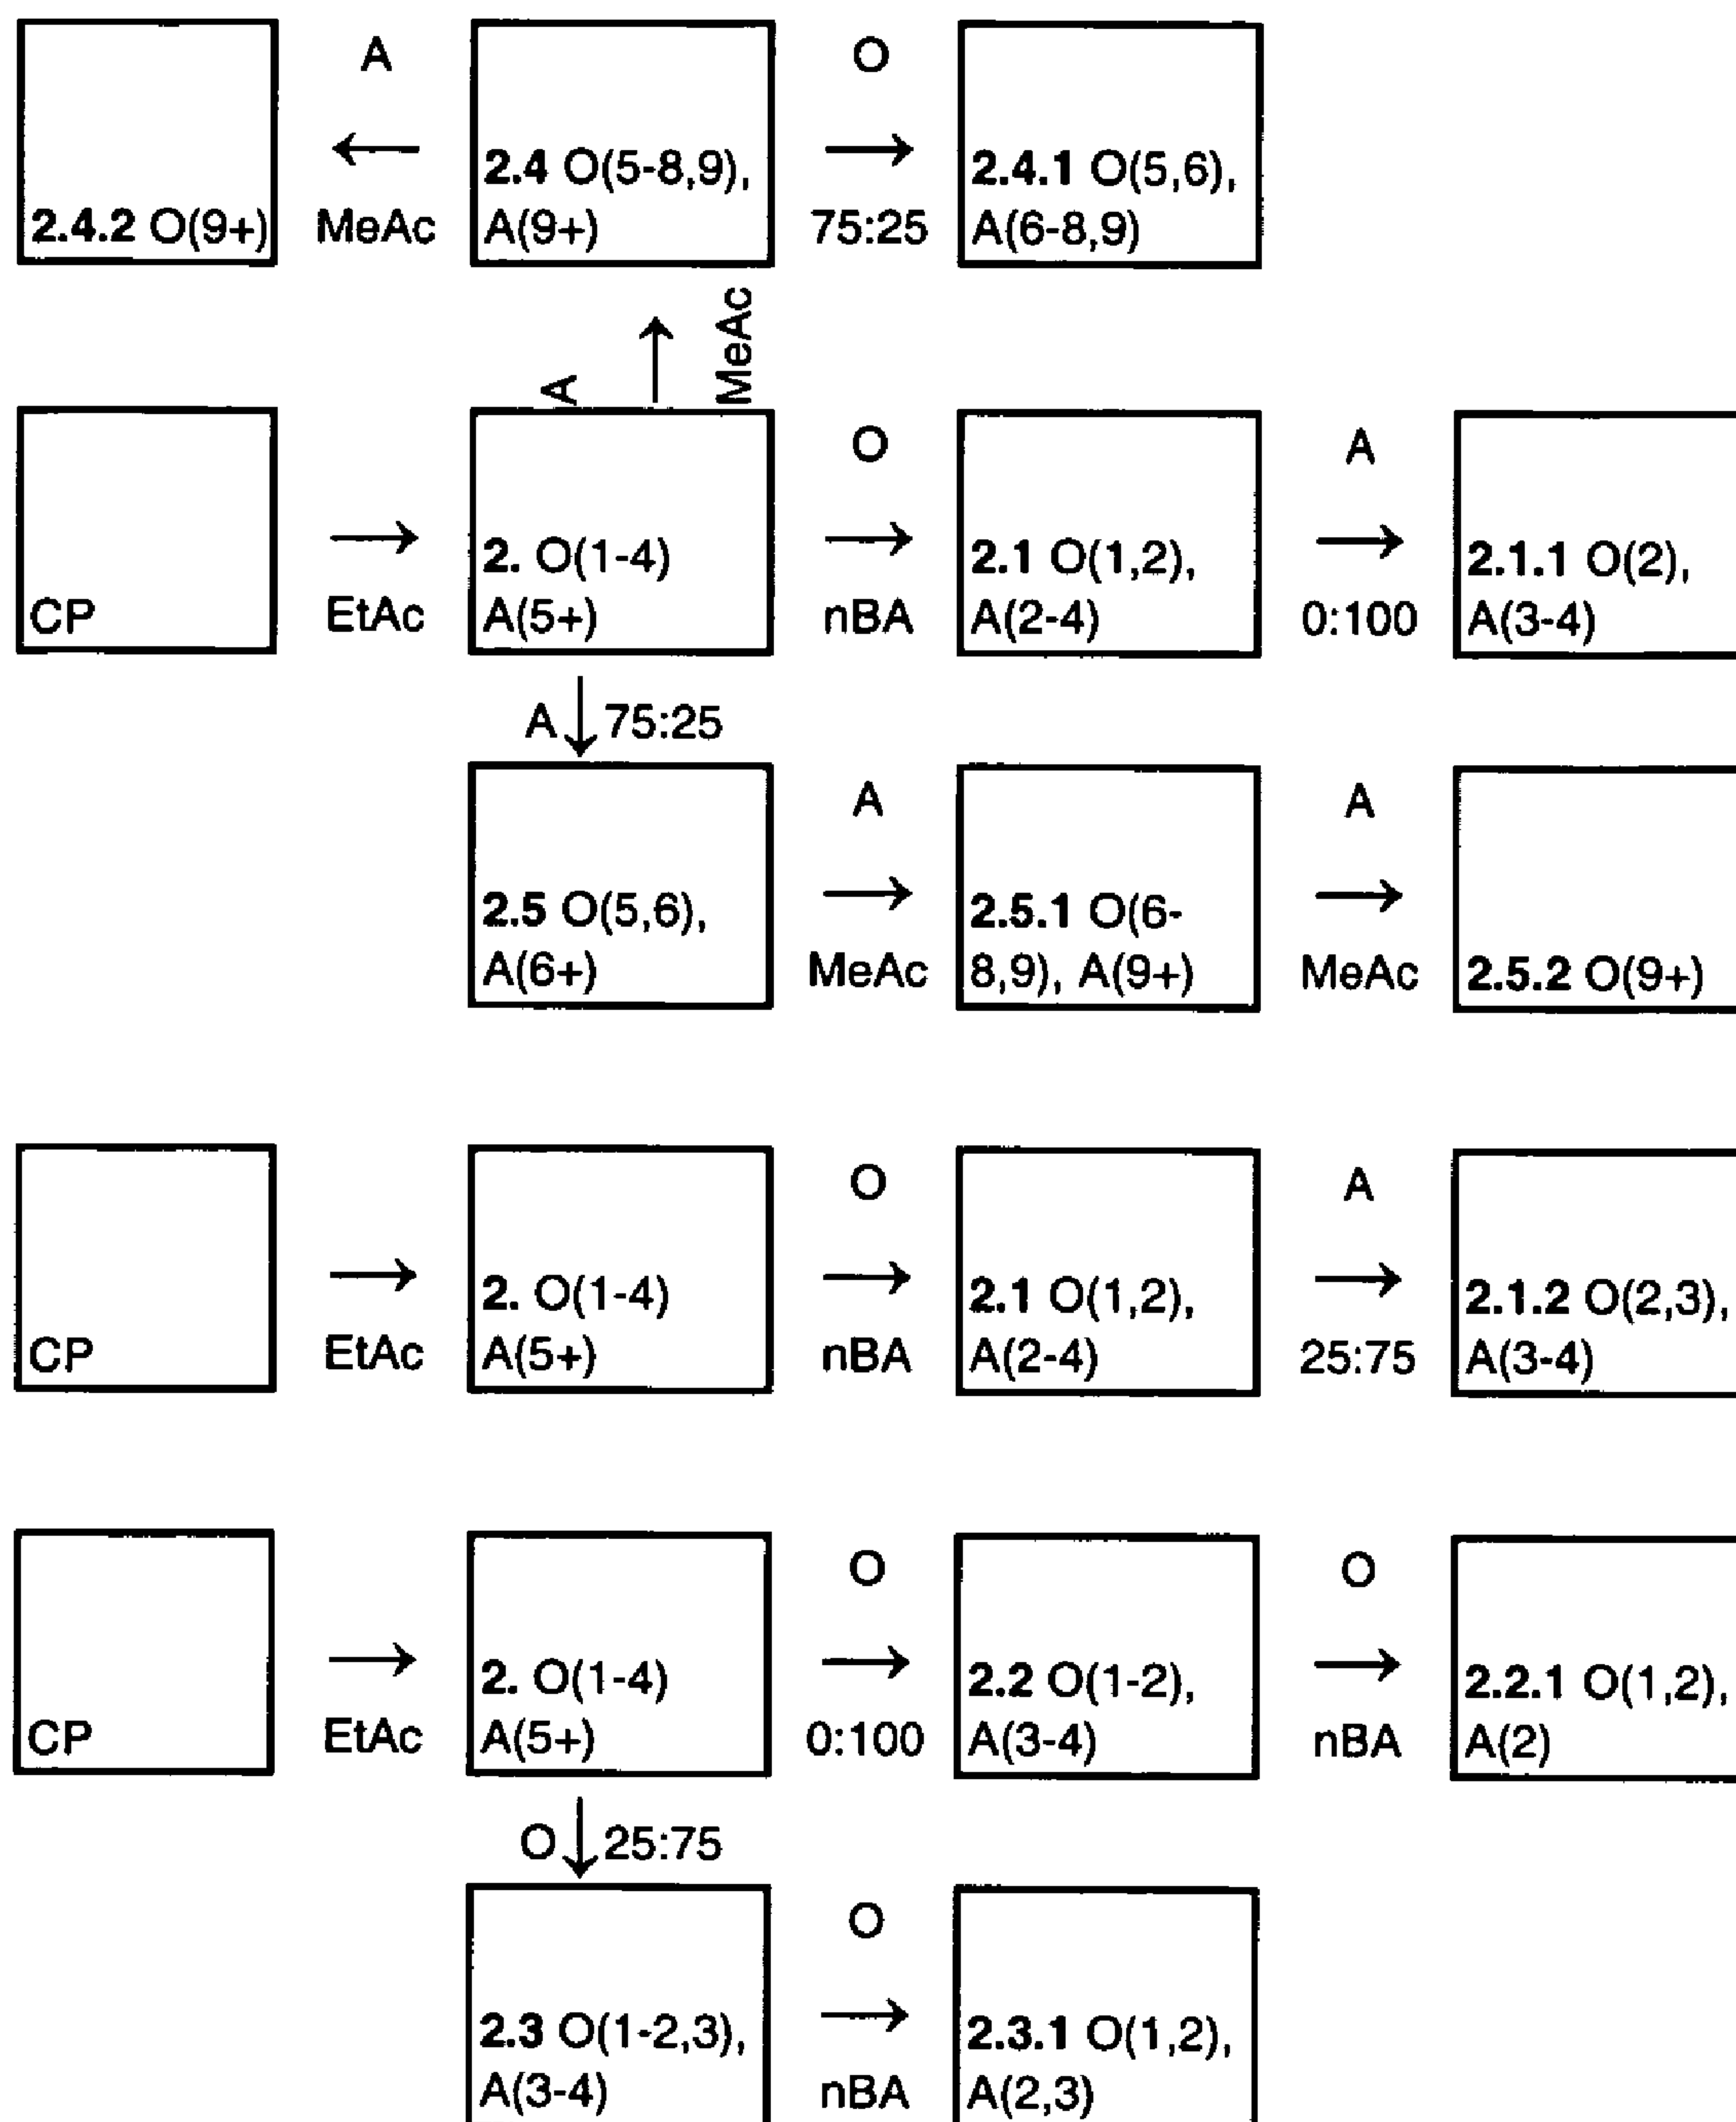 A
O
2.4.2 O(9+)
MeAc
2.4 O(5-8,9),
A(9+)
75:25
2.4.1 O(5,6),
A(6-8,9)
A
MeAc
CP
EtAc
2. O(1-4)
A(5+)
O
nBA
2.1 O(1,2),
A(2-4)
A
0:100
2.1.1 O(2),
A(3-4)
A
75:25
2.5 O(5,6),
A(6+)
A
MeAc
2.5.1 O(6-
8,9), A(9+)
A
MeAc
2.5.2 O(9+)
CP
EtAc
2. O(1-4)
A(5+)
O
nBA
2.1 O(1,2),
A(2-4)
A
25:75
2.1.2 O(2,3),
A(3-4)
CP
EtAc
2. O(1-4)
A(5+)
O
0:100
2.2 O(1-2),
A(3-4)
O
nBA
2.2.1 O(1,2),
A(2)
O
25:75
2.3 O(1-2,3),
A(3-4)
O
nBA
2.3.1 O(1,2),
A(2,3)